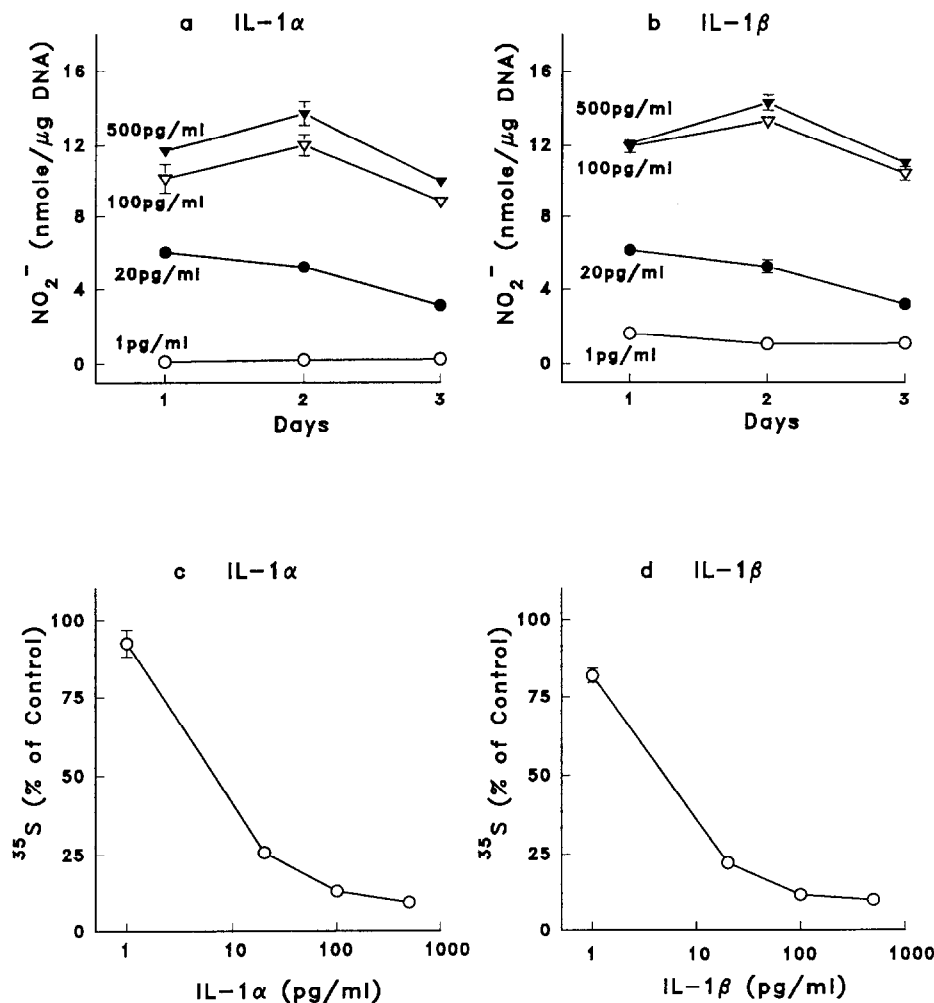 a IL-1α
NO₂⁻ (nmole/μg DNA)
16
12
8
4
0
500pg/ml
100pg/ml
20pg/ml
1pg/ml
1 2 3
Days
b IL-1β
NO₂⁻ (nmole/μg DNA)
16
12
8
4
0
500pg/ml
100pg/ml
20pg/ml
1pg/ml
1 2 3
Days
c IL-1α
³⁵S (% of Control)
100
75
50
25
0
1 10 100 1000
IL-1α (pg/ml)
d IL-1β
³⁵S (% of Control)
100
75
50
25
0
1 10 100 1000
IL-1β (pg/ml)